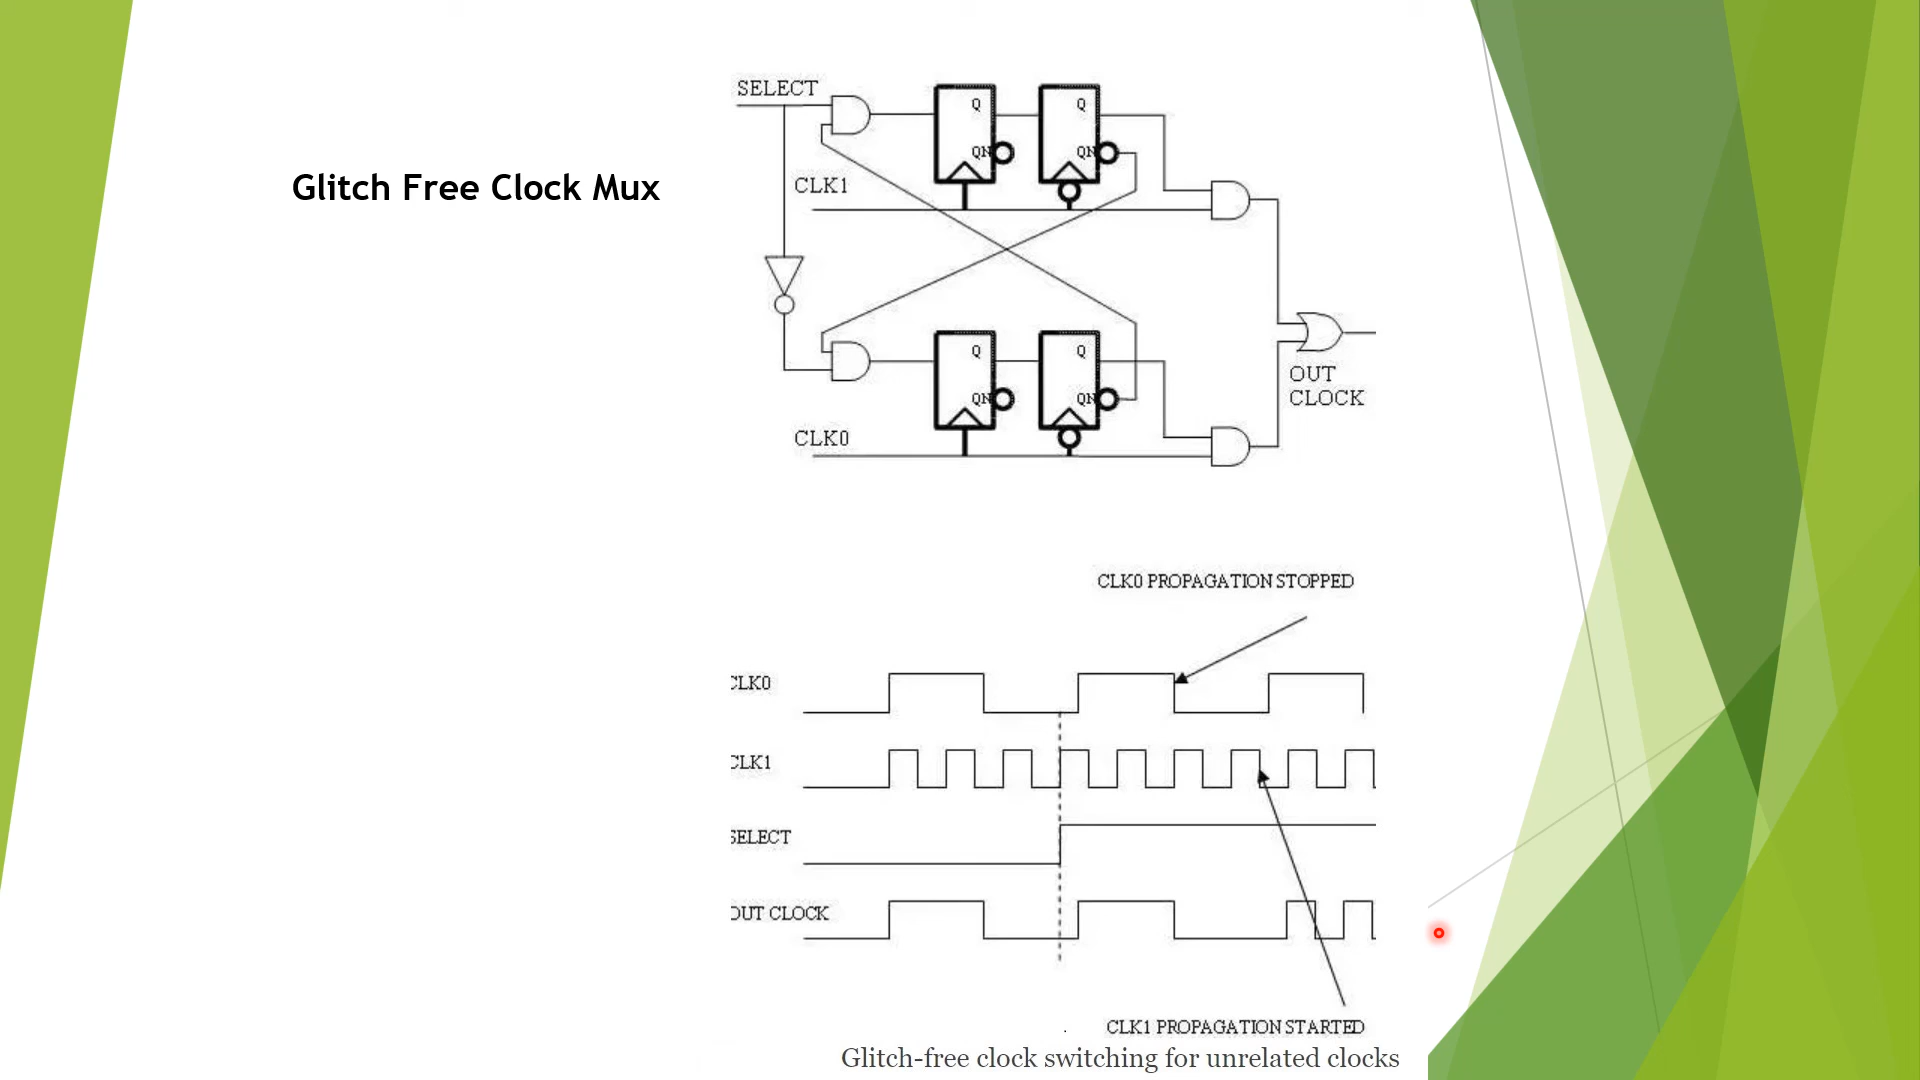 SELECT
Q
Q
QN
QN
Glitch Free Clock Mux
CLK1
Q
Q
OUT
CLOCK
QN
QN
CLK0
CLK0 PROPAGATION STOPPED
CLK0
CLK1
SELECT
OUT CLOCK
CLK1 PROPAGATION STARTED
Glitch-free clock switching for unrelated clocks